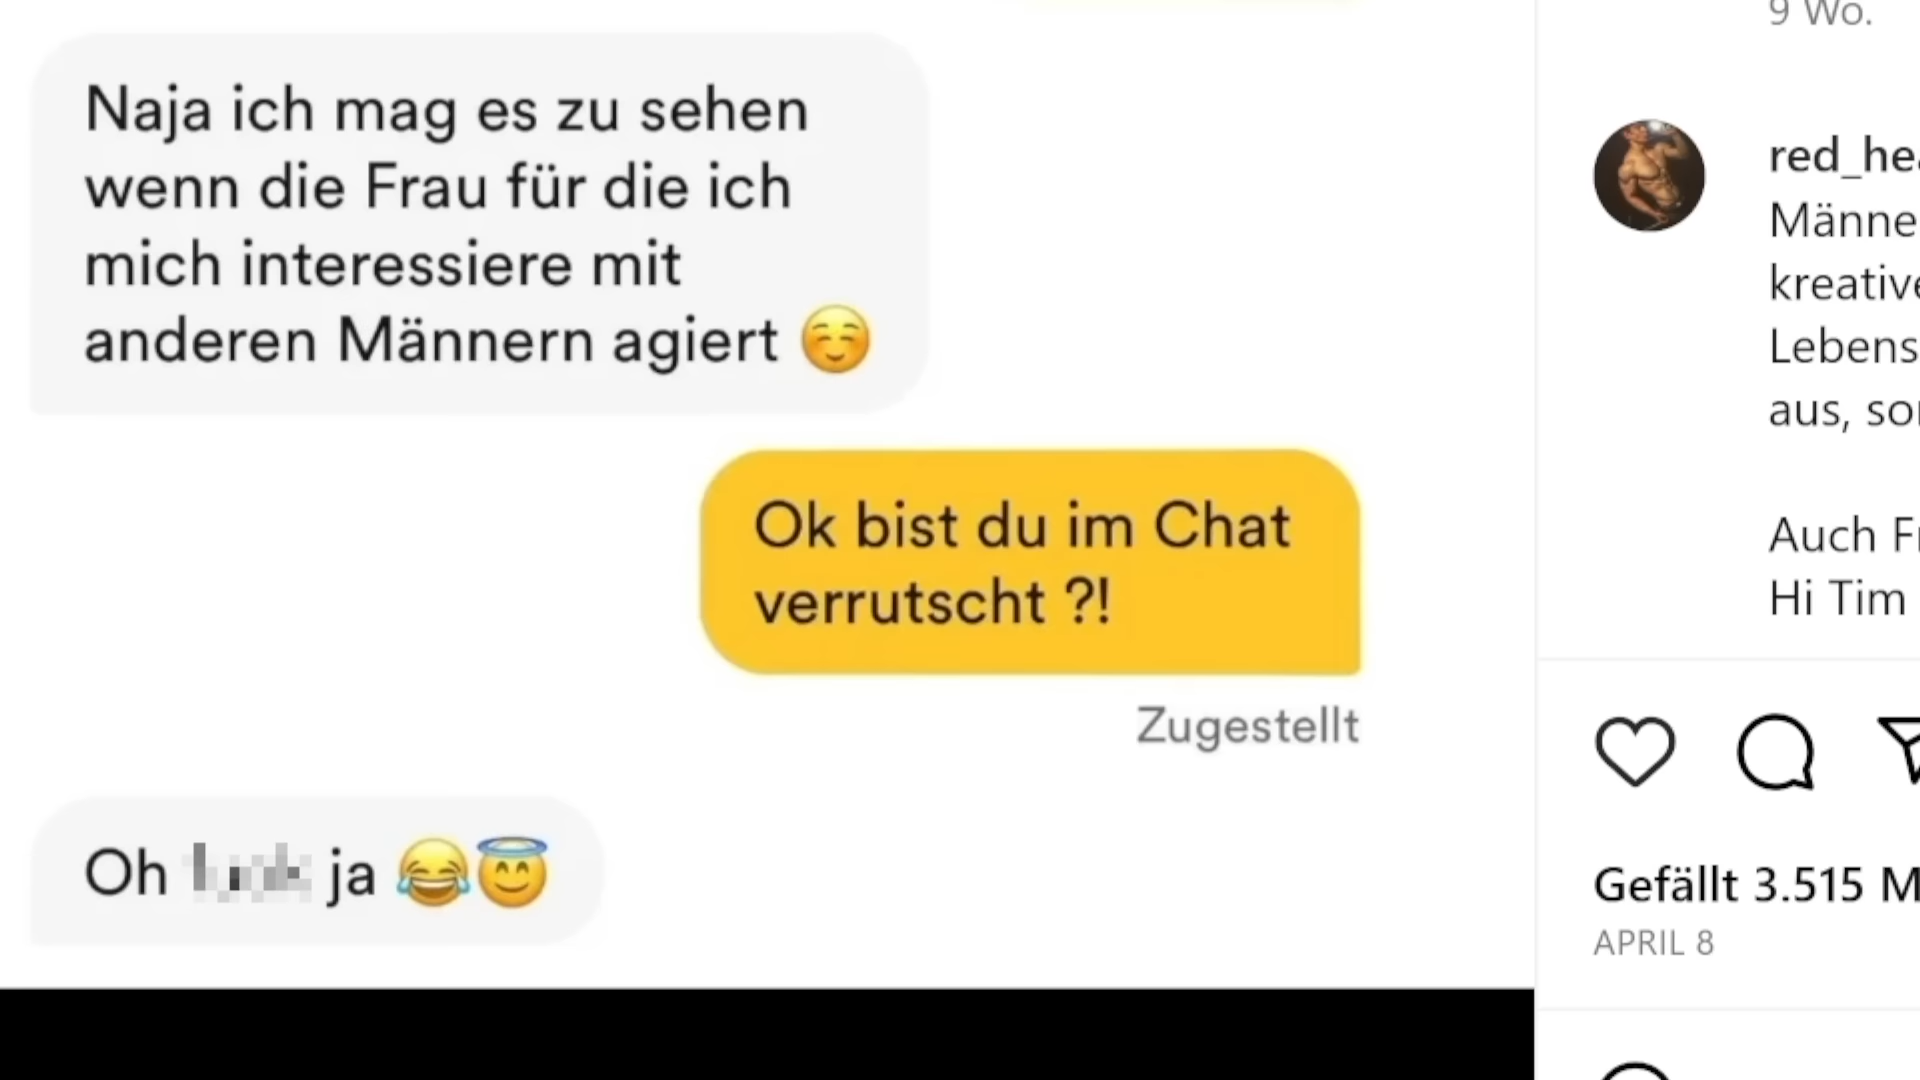 Naja ich mag es zu sehen
wenn die Frau für die ich
mich interessiere mit
anderen Männern agiert ☺️
Ok bist du im Chat
verrutscht ?!
Zugestellt
Oh ja 😂😇
9 Wo.
red_hea
Männe
kreative
Lebens
aus, so
Auch F
Hi Tim
Gefällt 3.515 M
APRIL 8